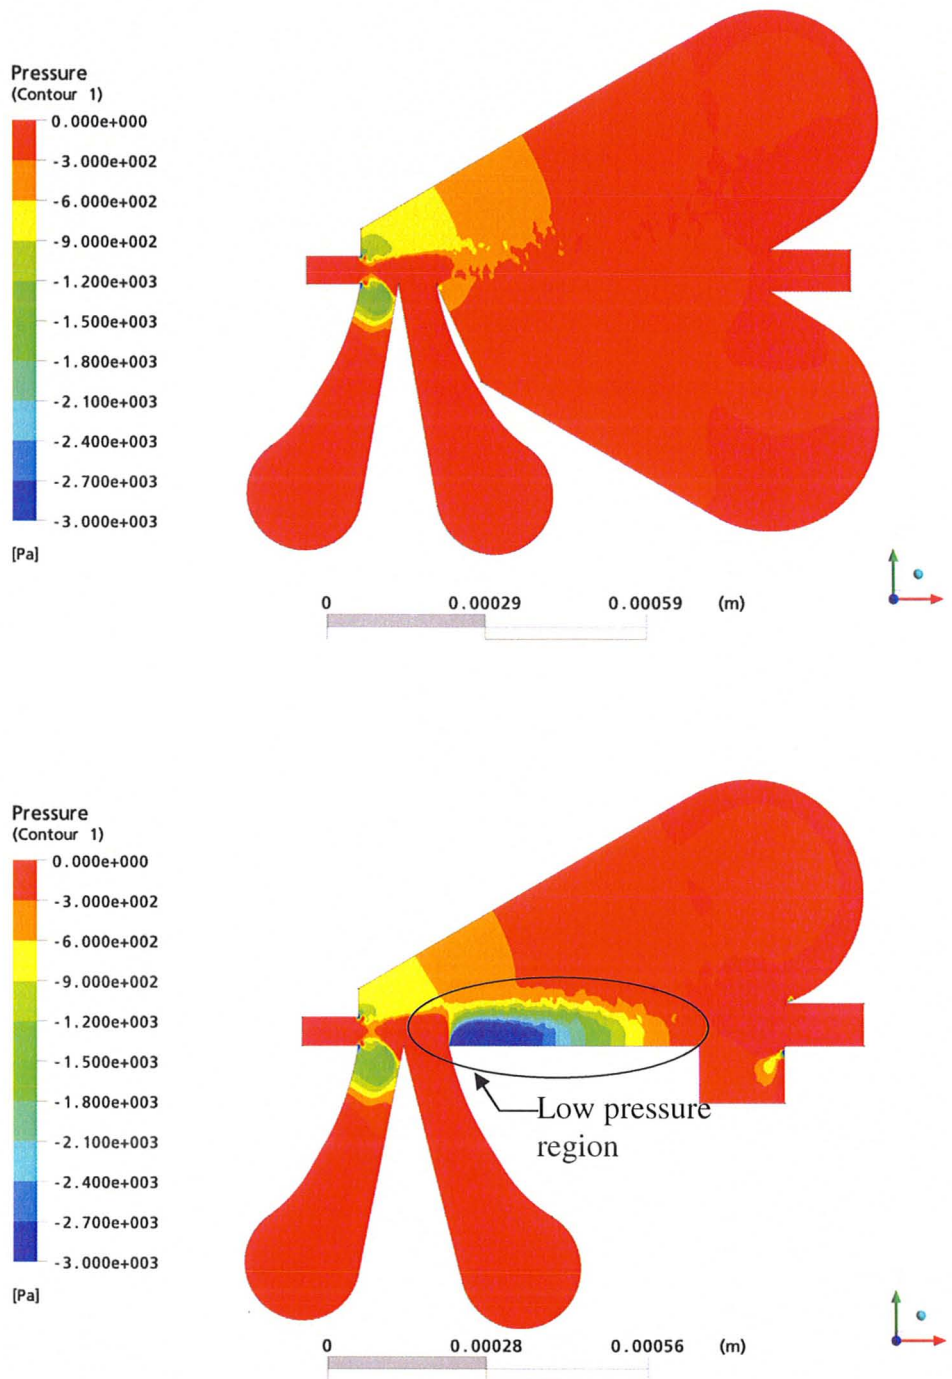 Pressure
(Contour 1)
0.000e+000
-3.000e+002
-6.000e+002
-9.000e+002
-1.200e+003
-1.500e+003
-1.800e+003
-2.100e+003
-2.400e+003
-2.700e+003
-3.000e+003
[Pa]
0 0.00029 0.00059 (m)
Pressure
(Contour 1)
0.000e+000
-3.000e+002
-6.000e+002
-9.000e+002
-1.200e+003
-1.500e+003
-1.800e+003
-2.100e+003
-2.400e+003
-2.700e+003
-3.000e+003
[Pa]
Low pressure
region
0 0.00028 0.00056 (m)